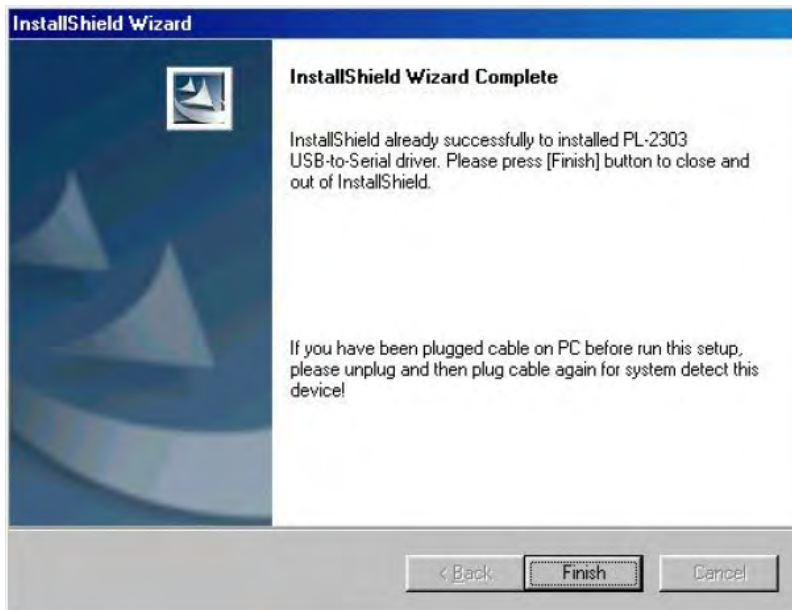 InstallShield Wizard
InstallShield Wizard Complete
InstallShield already successfully to installed PL-2303
USB-to-Serial driver. Please press [Finish] button to close and
out of InstallShield.
If you have been plugged cable on PC before run this setup,
please unplug and then plug cable again for system detect this
device!
< Back
Finish
Cancel